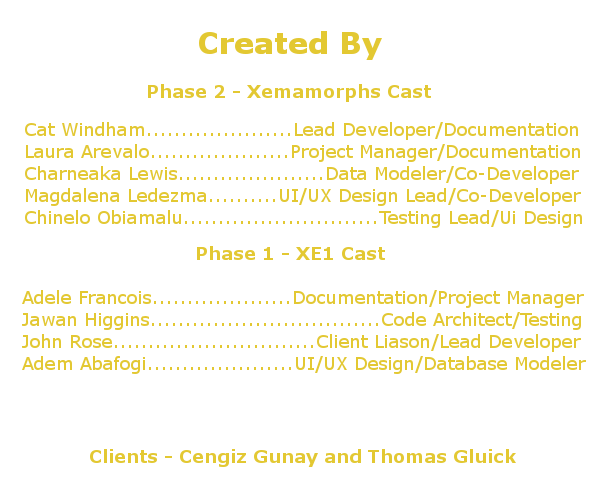 Created By
Phase 2 - Xemamorphs Cast
Cat Windham.....................Lead Developer/Documentation
Laura Arevalo....................Project Manager/Documentation
Charneaka Lewis.....................Data Modeler/Co-Developer
Magdalena Ledezma..........UI/UX Design Lead/Co-Developer
Chinelo Obiamalu............................Testing Lead/Ui Design
Phase 1 - XE1 Cast
Adele Francois....................Documentation/Project Manager
Jawan Higgins.................................Code Architect/Testing
John Rose.............................Client Liason/Lead Developer
Adem Abafogi.....................UI/UX Design/Database Modeler
Clients - Cengiz Gunay and Thomas Gluick